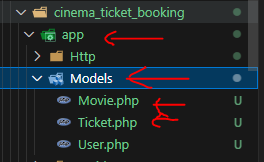 cinema_ticket_booking
app
Http
Models
Movie.php
U
Ticket.php
U
User.php
U